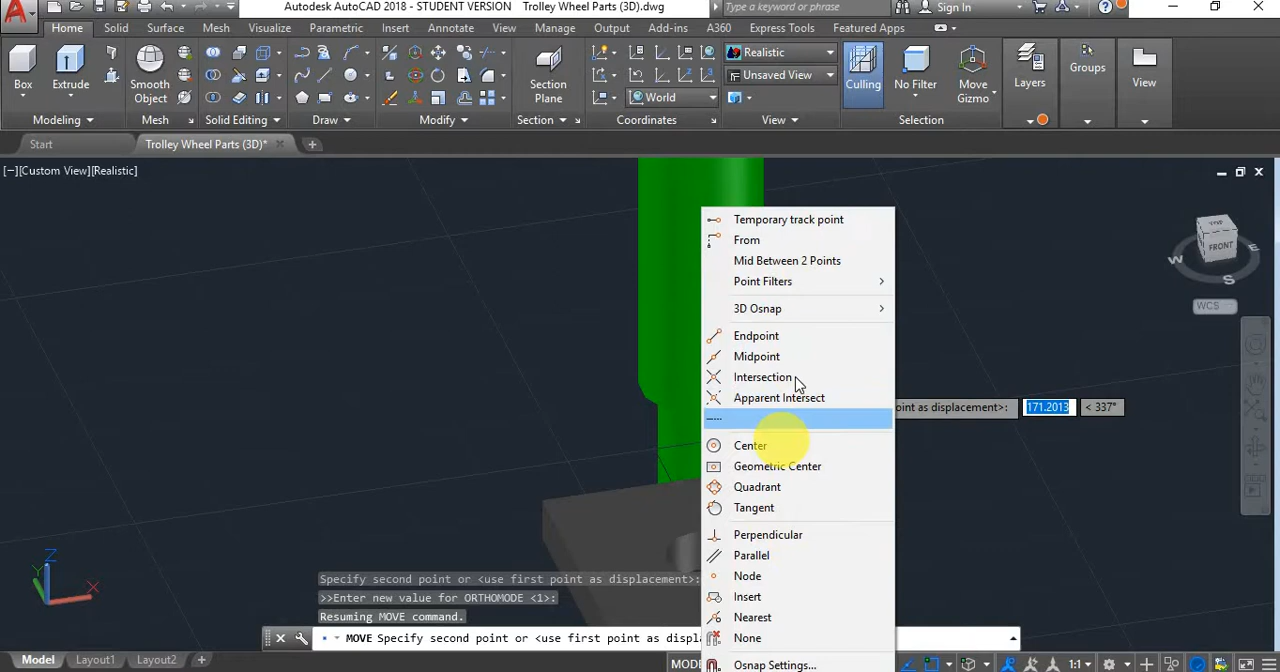 Autodesk AutoCAD 2018 - STUDENT VERSION Trolley Wheel Parts (3D).dwg
Type a keyword or phrase
Sign In
Home Solid Surface Mesh Visualize Parametric Insert Annotate View Manage Output Add-ins A360 Express Tools Featured Apps
Box Extrude Smooth Object Section Plane World Realistic Unsaved View Culling No Filter Move Gizmo Layers Groups View
Modeling Mesh Solid Editing Draw Modify Section Coordinates View Selection
Start Trolley Wheel Parts (3D)*
[−][Custom View][Realistic]
FRONT
W E S
WCS
Temporary track point
From
Mid Between 2 Points
Point Filters
3D Osnap
Endpoint
Midpoint
Intersection
Apparent Intersect
oint as displacement>: 171.2013 < 337°
Center
Geometric Center
Quadrant
Tangent
Perpendicular
Parallel
Node
Insert
Nearest
None
Osnap Settings...
Z
Y
X
Specify second point or <use first point as displacement>:
>>Enter new value for ORTHOMODE <1>:
Resuming MOVE command.
MOVE Specify second point or <use first point as displa
Model Layout1 Layout2 +
MODE
1:1